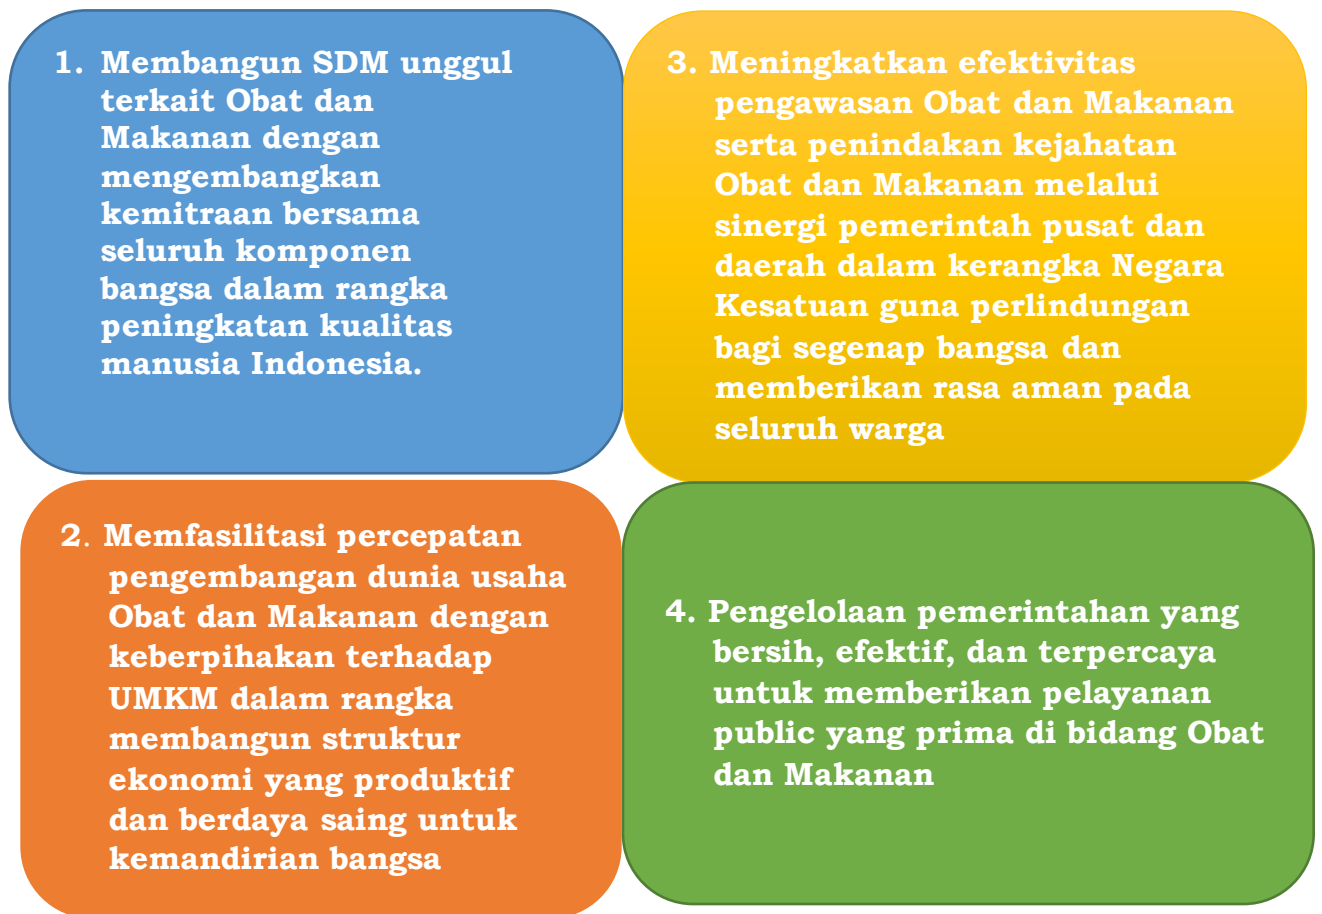 1. Membangun SDM unggul
terkait Obat dan
Makanan dengan
mengembangkan
kemitraan bersama
seluruh komponen
bangsa dalam rangka
peningkatan kualitas
manusia Indonesia.
2. Memfasilitasi percepatan
pengembangan dunia usaha
Obat dan Makanan dengan
keberpihakan terhadap
UMKM dalam rangka
membangun struktur
ekonomi yang produktif
dan berdaya saing untuk
kemandirian bangsa
3. Meningkatkan efektivitas
pengawasan Obat dan Makanan
serta penindakan kejahatan
Obat dan Makanan melalui
sinergi pemerintah pusat dan
daerah dalam kerangka Negara
Kesatuan guna perlindungan
bagi segenap bangsa dan
memberikan rasa aman pada
seluruh warga
4. Pengelolaan pemerintahan yang
bersih, efektif, dan terpercaya
untuk memberikan pelayanan
public yang prima di bidang Obat
dan Makanan